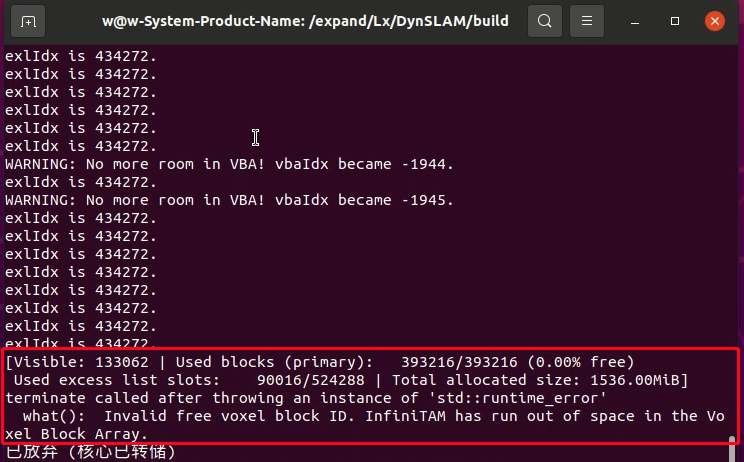 w@w-System-Product-Name: /expand/Lx/DynSLAM/build
exlIdx is 434272.
exlIdx is 434272.
exlIdx is 434272.
exlIdx is 434272.
exlIdx is 434272.
exlIdx is 434272.
WARNING: No more room in VBA! vbaIdx became -1944.
exlIdx is 434272.
WARNING: No more room in VBA! vbaIdx became -1945.
exlIdx is 434272.
exlIdx is 434272.
exlIdx is 434272.
exlIdx is 434272.
exlIdx is 434272.
exlIdx is 434272.
exlIdx is 434272.
exlIdx is 434272.
[Visible: 133062 | Used blocks (primary):   393216/393216 (0.00% free)
 Used excess list slots:    90016/524288 | Total allocated size: 1536.00MiB]
terminate called after throwing an instance of 'std::runtime_error'
  what():  Invalid free voxel block ID. InfiniTAM has run out of space in the Vo
xel Block Array.
已放弃 (核心已转储)